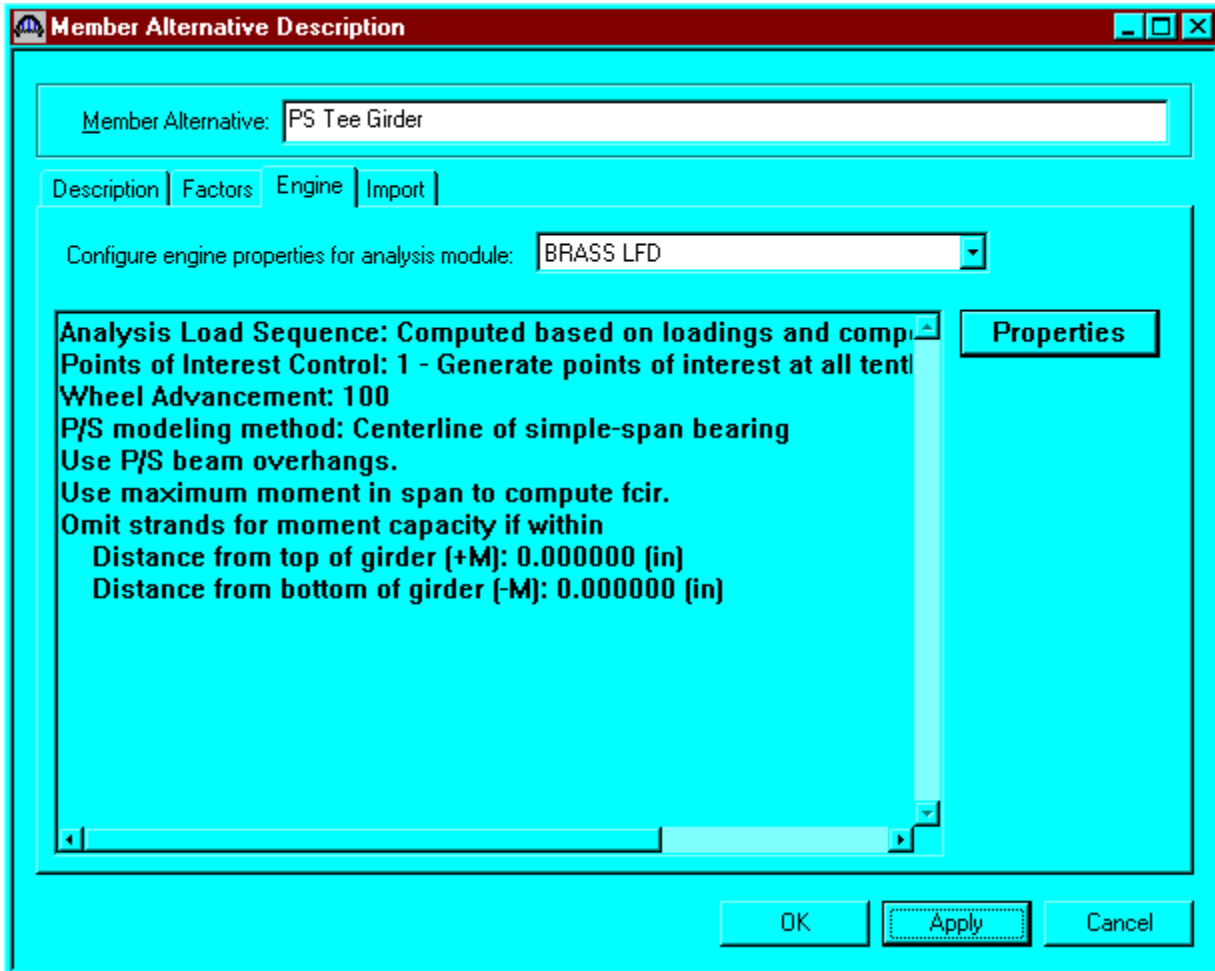 Member Alternative Description
Member Alternative: PS Tee Girder
Description Factors Engine Import
Configure engine properties for analysis module: BRASS LFD
Analysis Load Sequence: Computed based on loadings and
Points of Interest Control: 1 - Generate points of interest at all
Wheel Advancement: 100
P/S modeling method: Centerline of simple-span bearing
Use P/S beam overhangs.
Use maximum moment in span to compute fcir.
Omit strands for moment capacity if within
Distance from top of girder (+M): 0.000000 (in)
Distance from bottom of girder (-M): 0.000000 (in)
Properties
OK Apply Cancel